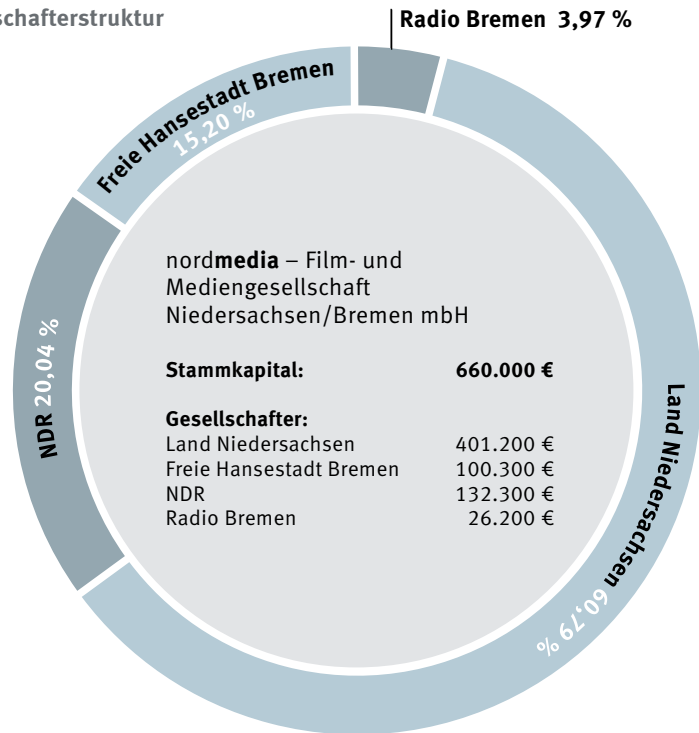 schafterstruktur
Radio Bremen 3,97 %
Freie Hansestadt Bremen
15,20 %
NDR 20,04 %
Land Niedersachsen 60,79 %
nordmedia – Film- und
Mediengesellschaft
Niedersachsen/Bremen mbH
Stammkapital: 660.000 €
Gesellschafter:
Land Niedersachsen 401.200 €
Freie Hansestadt Bremen 100.300 €
NDR 132.300 €
Radio Bremen 26.200 €